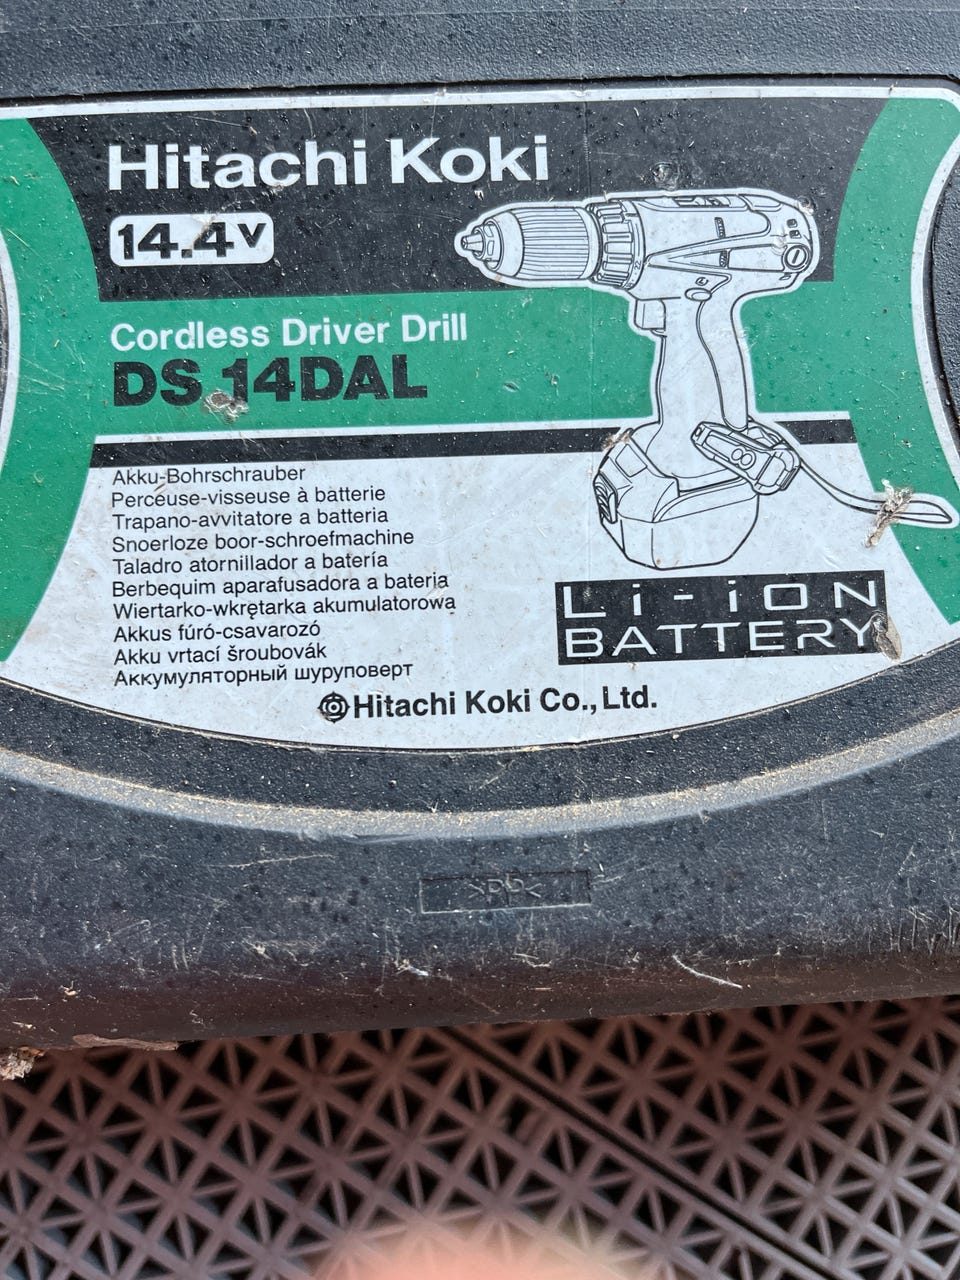 Hitachi Koki
14.4V
Cordless Driver Drill
DS 14DAL
Akku-Bohrschrauber
Perceuse-visseuse à batterie
Trapano-avvitatore a batteria
Snoerloze boor-schroefmachine
Taladro atornillador a batería
Berbequim aparafusadora a bateria
Wiertarko-wkrętarka akumulatorowa
Akkus fúró-csavarozó
Akku vrtací šroubovák
Аккумуляторный шуруповерт
Li-ion
BATTERY
Hitachi Koki Co., Ltd.
>PP<